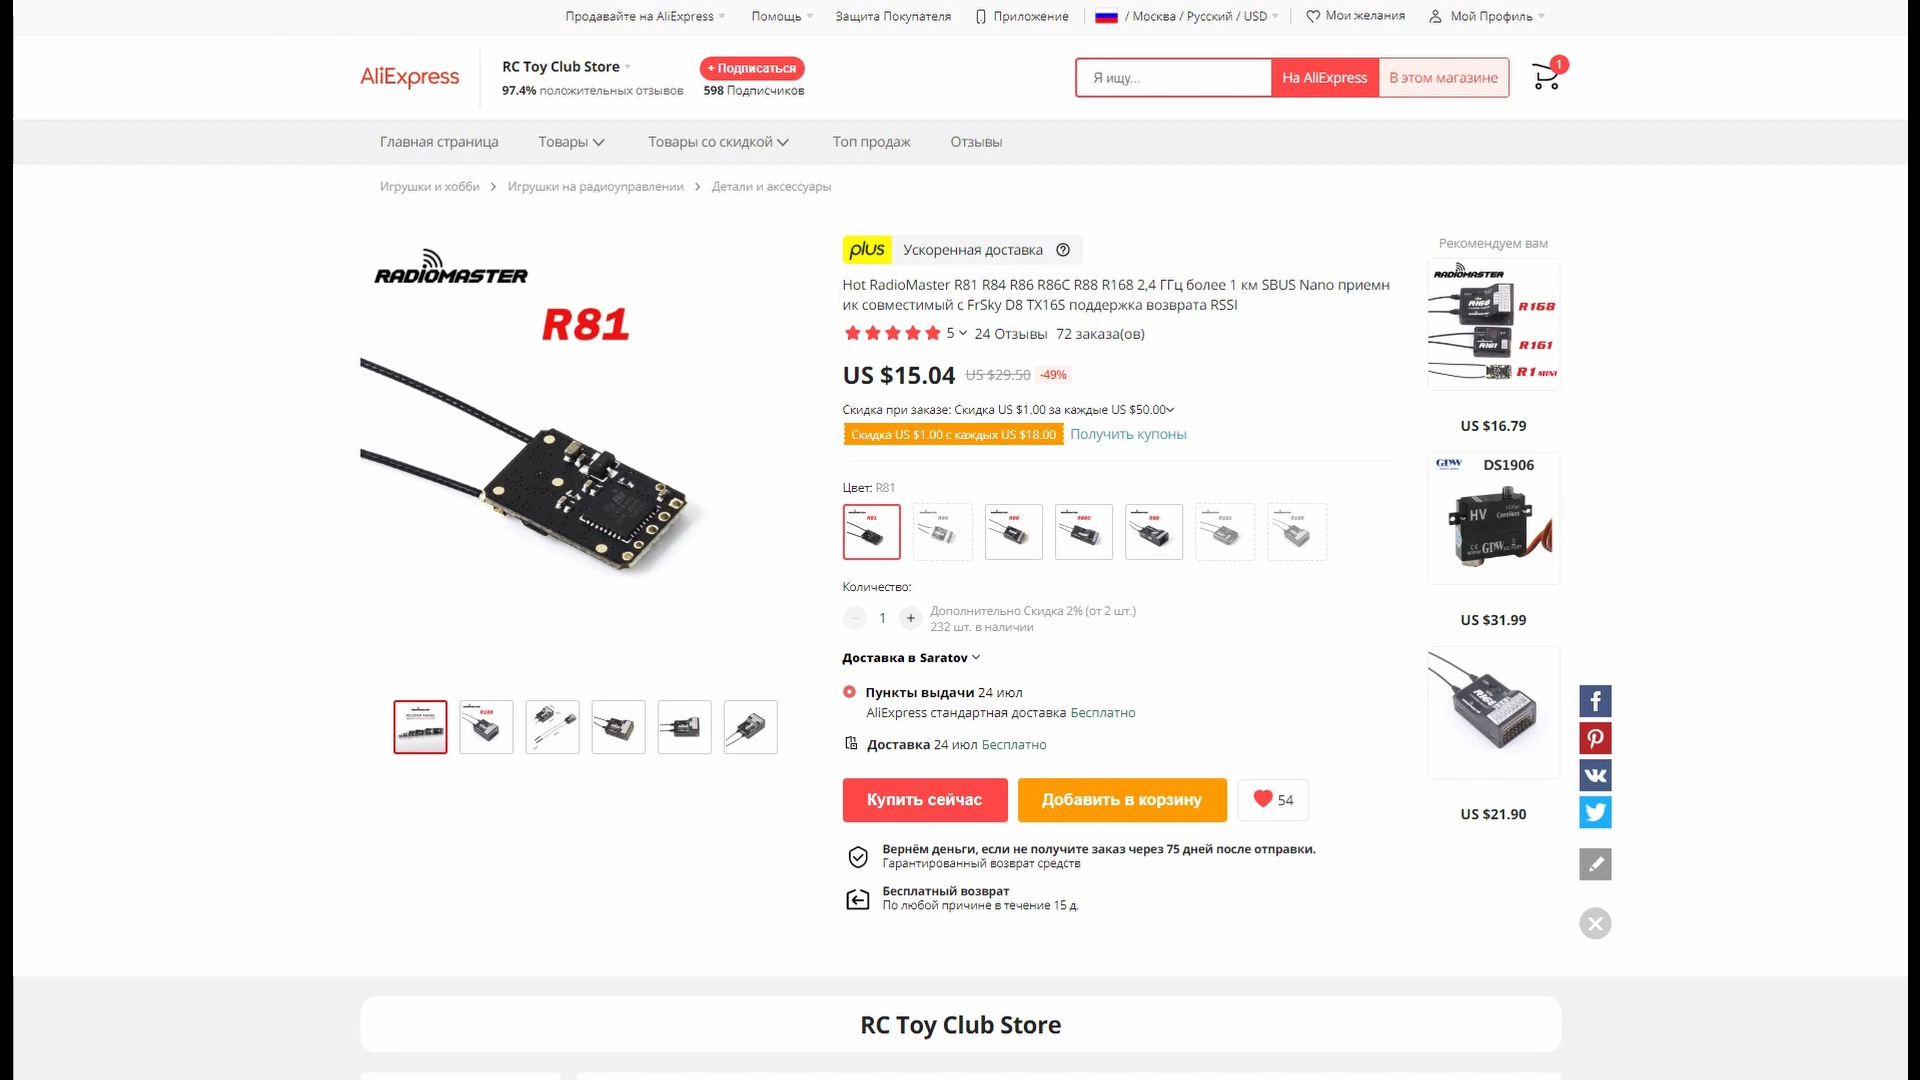 Продавайте на AliExpress
Помощь
Защита Покупателя
Приложение
/ Москва / Русский / USD
Мои желания
Мой Профиль
AliExpress
RC Toy Club Store
97.4% положительных отзывов
+ Подписаться
598 Подписчиков
Я ищу...
На AliExpress
В этом магазине
1
Главная страница
Товары
Товары со скидкой
Топ продаж
Отзывы
Игрушки и хобби > Игрушки на радиоуправлении > Детали и аксессуары
RADIOMASTER
R81
plus
Ускоренная доставка
Hot RadioMaster R81 R84 R86 R86C R88 R168 2,4 ГГц более 1 км SBUS Nano приемн
ик совместимый с FrSky D8 TX16S поддержка возврата RSSI
5
24 Отзывы
72 заказа(ов)
US $15.04
US $29.50
-49%
Скидка при заказе: Скидка US $1.00 за каждые US $50.00
Скидка US $1.00 с каждых US $18.00
Получить купоны
Цвет: R81
R81
R84
R86
R86C
R88
Количество:
1
+
Дополнительно Скидка 2% (от 2 шт.)
232 шт. в наличии
Доставка в Saratov
Пункты выдачи 24 июл
AliExpress стандартная доставка Бесплатно
Доставка 24 июл Бесплатно
Купить сейчас
Добавить в корзину
54
Вернём деньги, если не получите заказ через 75 дней после отправки.
Гарантированный возврат средств
Бесплатный возврат
По любой причине в течение 15 д.
Рекомендуем вам
RADIOMASTER
R168
R161
R1 MINI
US $16.79
GDW
DS1906
HV
Coreless
GDW
US $31.99
R168
US $21.90
RC Toy Club Store